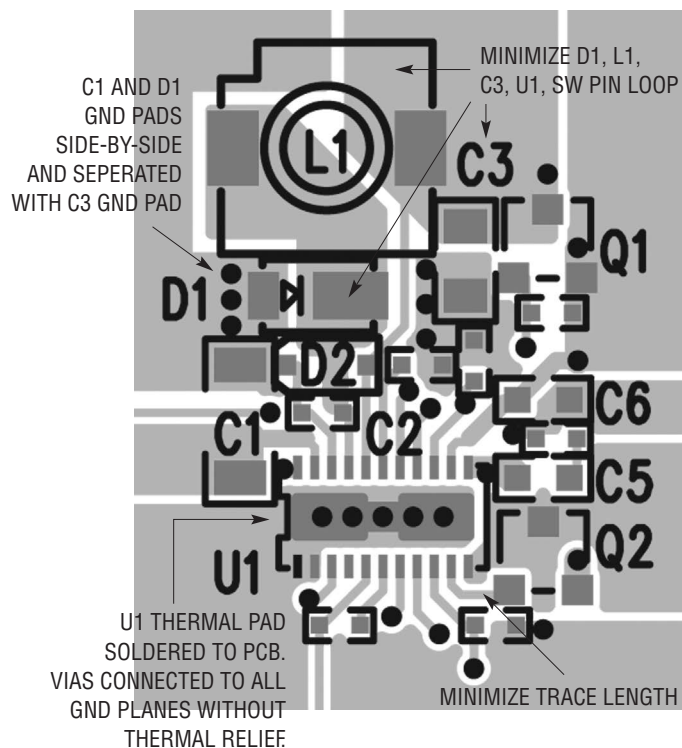 MINIMIZE D1, L1,
C3, U1, SW PIN LOOP
C1 AND D1
GND PADS
SIDE-BY-SIDE
AND SEPERATED
WITH C3 GND PAD
L1
C3
Q1
D1
D2
C6
C1
C2
C5
Q2
U1
U1 THERMAL PAD
SOLDERED TO PCB.
VIAS CONNECTED TO ALL
GND PLANES WITHOUT
THERMAL RELIEF.
MINIMIZE TRACE LENGTH